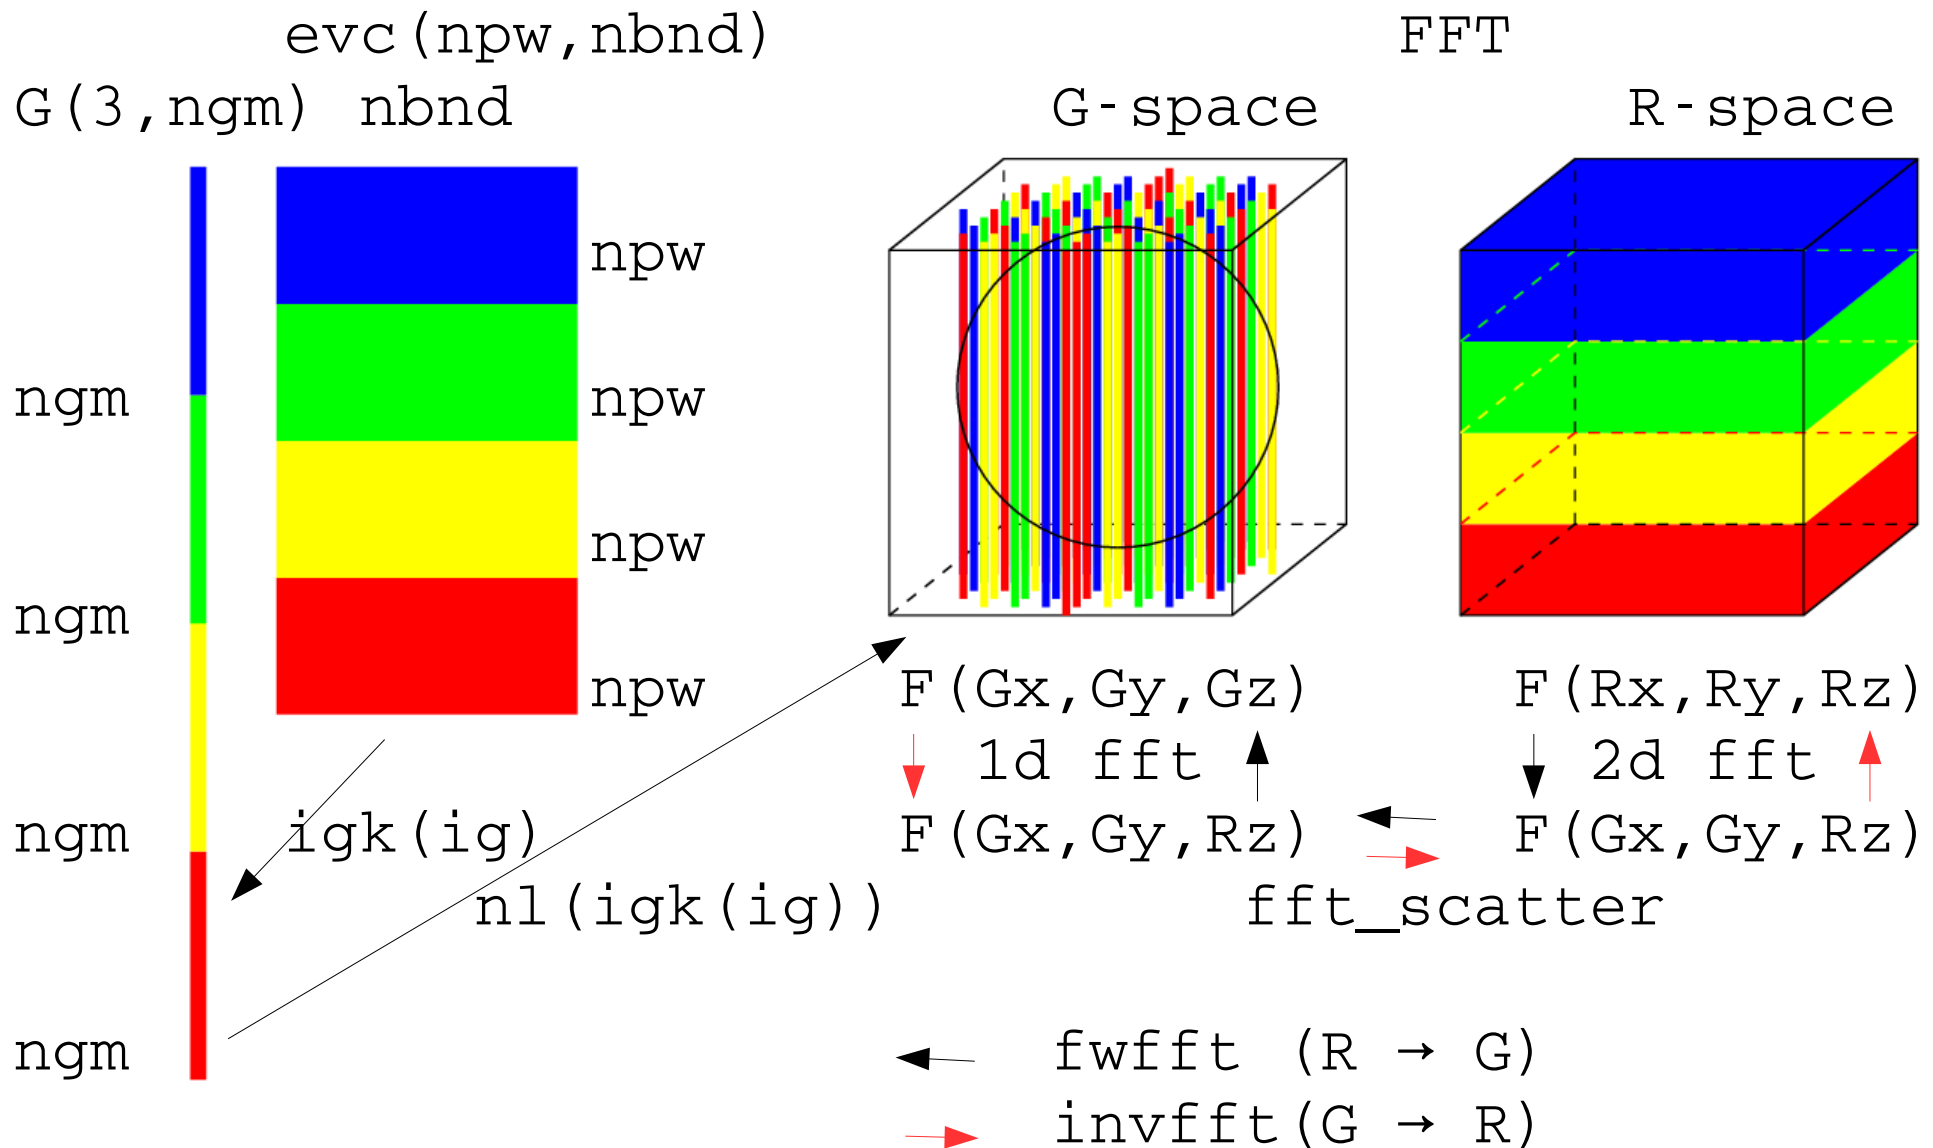 evc(npw,nbnd)
FFT
G(3,ngm) nbnd
G-space
R-space
npw
ngm
npw
npw
ngm
npw
F(Gx,Gy,Gz)
F(Rx,Ry,Rz)
1d fft
2d fft
ngm
igk(ig)
F(Gx,Gy,Rz)
F(Gx,Gy,Rz)
nl(igk(ig))
fft_scatter
ngm
fwfft (R → G)
invfft(G → R)